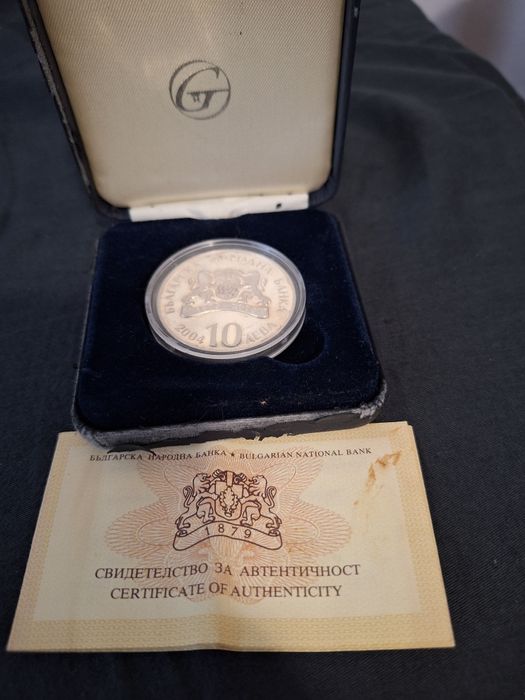 G
БЪЛГАРСКА НАРОДНА БАНКА
2004 10 ЛЕВА
БЪЛГАРСКА НАРОДНА БАНКА ★ BULGARIAN NATIONAL BANK
1879
СВИДЕТЕЛСТВО ЗА АВТЕНТИЧНОСТ
CERTIFICATE OF AUTHENTICITY